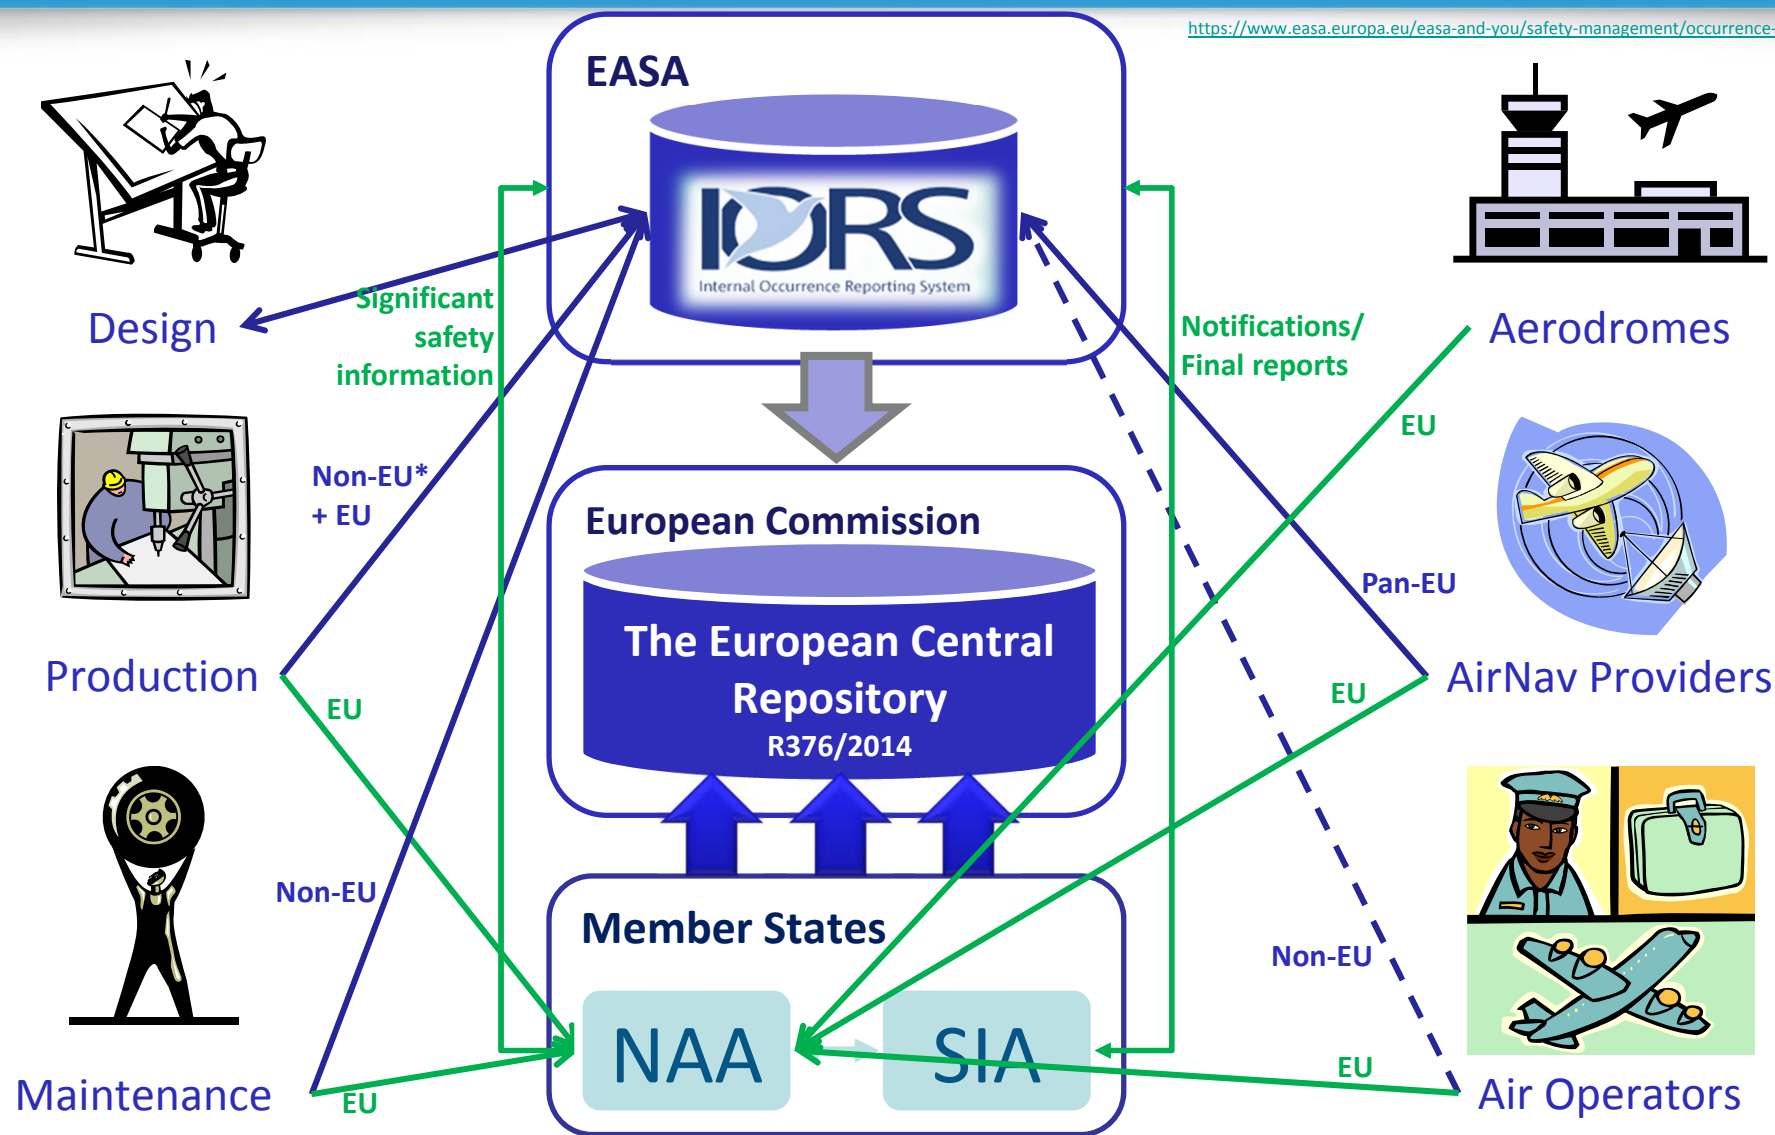 https://www.easa.europa.eu/easa-and-you/safety-management/occurrence-
EASA
IORS
Internal Occurrence Reporting System
Design
Significant
safety
information
Notifications/
Final reports
Aerodromes
EU
Non-EU*
+ EU
European Commission
The European Central
Repository
R376/2014
Pan-EU
Production
EU
EU
AirNav Providers
Non-EU
Member States
Non-EU
NAA
SIA
Maintenance
EU
EU
Air Operators